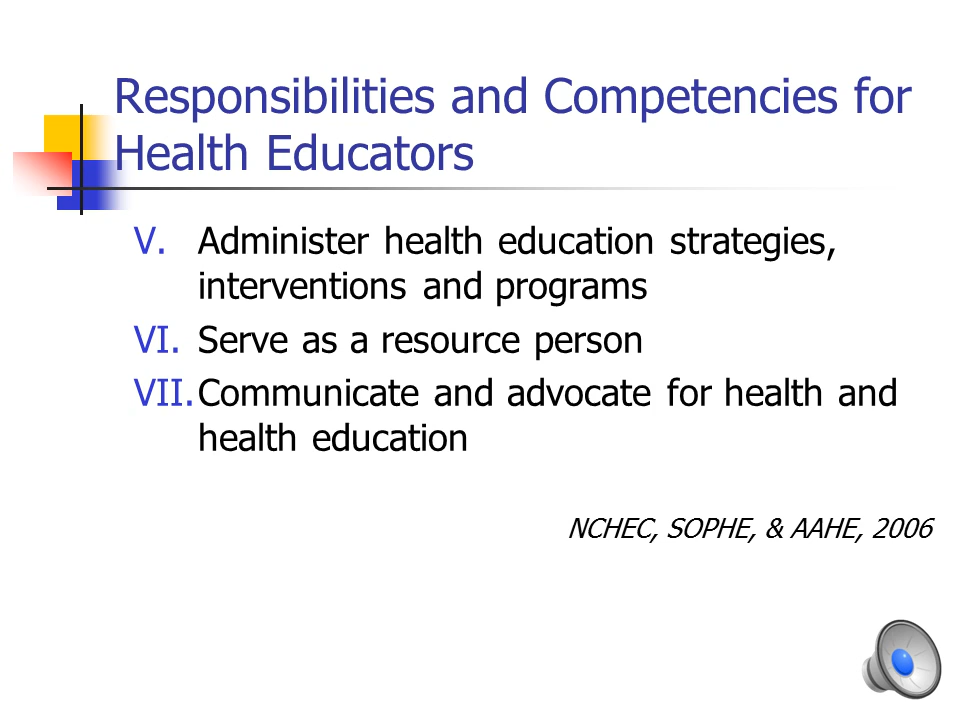 Responsibilities and Competencies for
Health Educators
V. Administer health education strategies,
interventions and programs
VI. Serve as a resource person
VII. Communicate and advocate for health and
health education
NCHEC, SOPHE, & AAHE, 2006